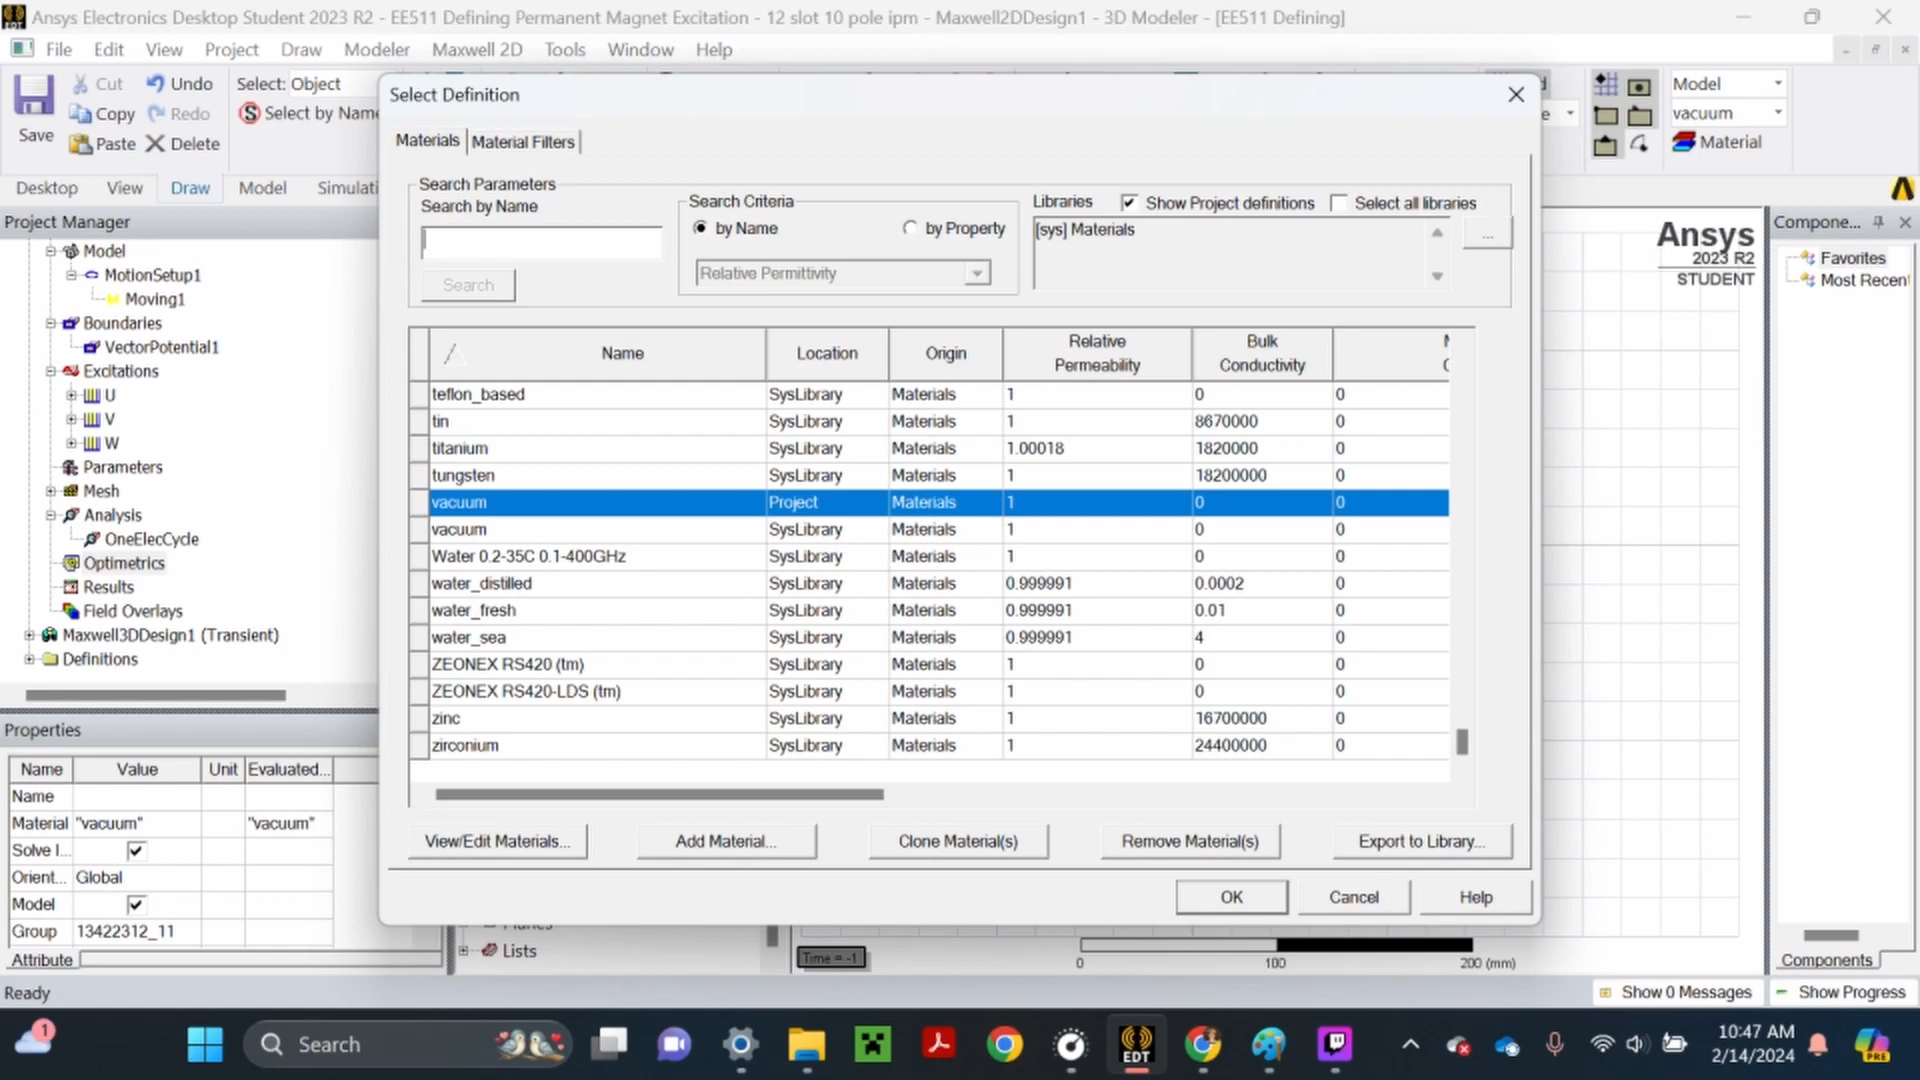 Ansys Electronics Desktop Student 2023 R2 - EE511 Defining Permanent Magnet Excitation - 12 slot 10 pole ipm - Maxwell2DDesign1 - 3D Modeler - [EE511 Defining]
File Edit View Project Draw Modeler Maxwell 2D Tools Window Help
Save
Cut
Copy
Paste
Undo
Redo
Delete
Select: Object
Select by Name
Model
vacuum
Material
Desktop View Draw Model Simulati
Project Manager
Model
MotionSetup1
Moving1
Boundaries
VectorPotential1
Excitations
U
V
W
Parameters
Mesh
Analysis
OneElecCycle
Optimetrics
Results
Field Overlays
Maxwell3DDesign1 (Transient)
Definitions
Properties
Name Value Unit Evaluated...
Name
Material "vacuum" "vacuum"
Solve I...
Orient... Global
Model
Group 13422312_11
Attribute
Select Definition
Materials Material Filters
Search Parameters
Search by Name
Search
Search Criteria
by Name by Property
Relative Permittivity
Libraries Show Project definitions Select all libraries
[sys] Materials
...
Name Location Origin Relative Permeability Bulk Conductivity
teflon_based SysLibrary Materials 1 0 0
tin SysLibrary Materials 1 8670000 0
titanium SysLibrary Materials 1.00018 1820000 0
tungsten SysLibrary Materials 1 18200000 0
vacuum Project Materials 1 0 0
vacuum SysLibrary Materials 1 0 0
Water 0.2-35C 0.1-400GHz SysLibrary Materials 1 0 0
water_distilled SysLibrary Materials 0.999991 0.0002 0
water_fresh SysLibrary Materials 0.999991 0.01 0
water_sea SysLibrary Materials 0.999991 4 0
ZEONEX RS420 (tm) SysLibrary Materials 1 0 0
ZEONEX RS420-LDS (tm) SysLibrary Materials 1 0 0
zinc SysLibrary Materials 1 16700000 0
zirconium SysLibrary Materials 1 24400000 0
View/Edit Materials... Add Material... Clone Material(s) Remove Material(s) Export to Library...
OK Cancel Help
Lists
Time = -1
0 100 200 (mm)
Ansys
2023 R2
STUDENT
Compone...
Favorites
Most Recen
Components
Ready
Show 0 Messages Show Progress
1
Search
EDT
10:47 AM
2/14/2024
PRE